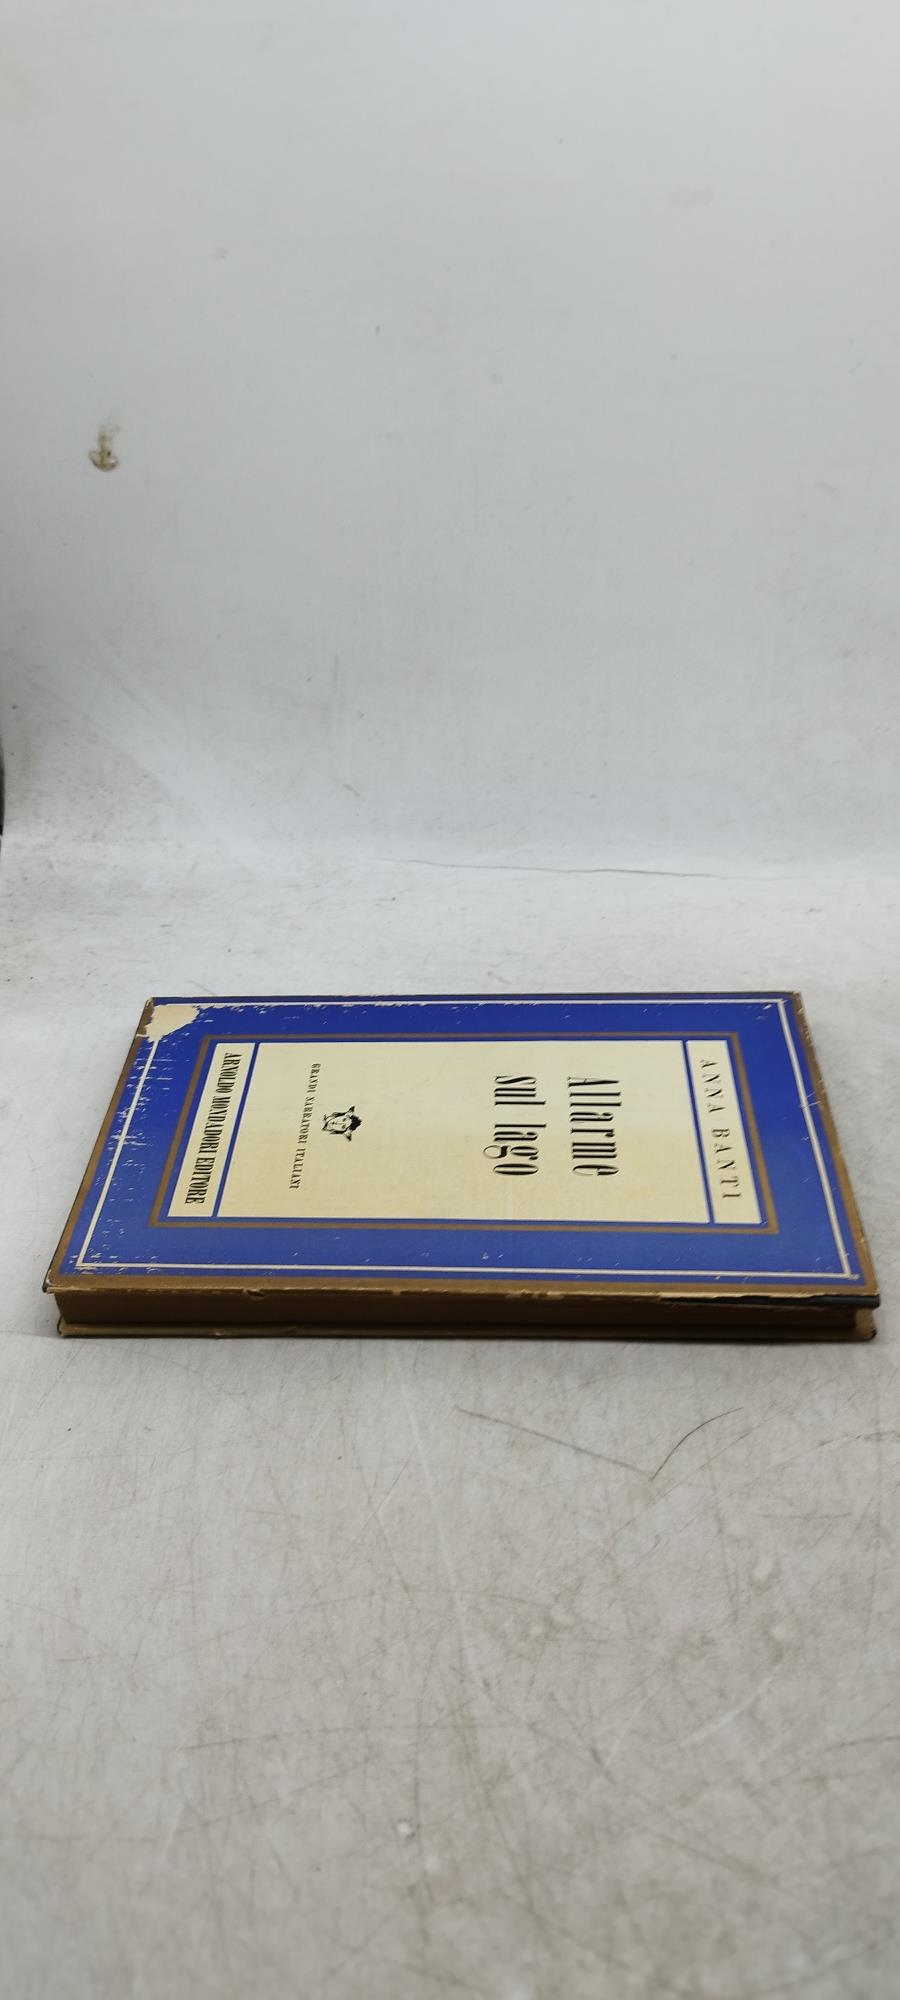 ANNA BANTI
Allarme
sul lago
GRANDI NARRATORI ITALIANI
ARNOLDO MONDADORI EDITORE